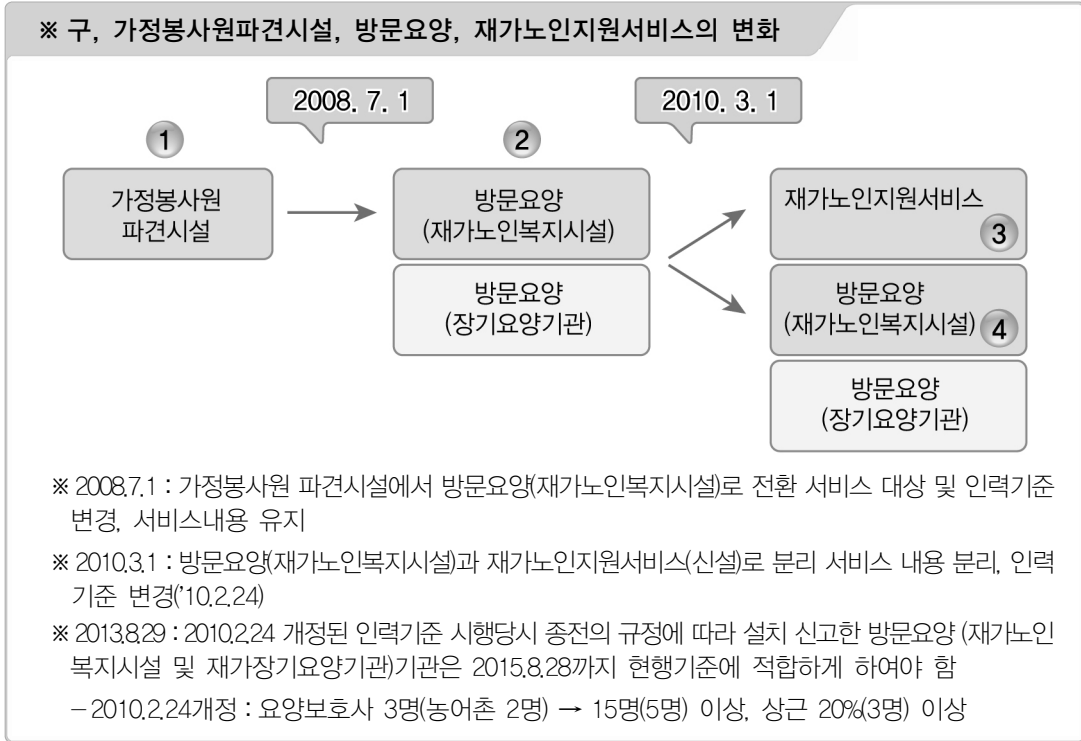 ※ 구, 가정봉사원파견시설, 방문요양, 재가노인지원서비스의 변화
2008. 7. 1
2010. 3. 1
1
2
가정봉사원
파견시설
방문요양
(재가노인복지시설)
방문요양
(장기요양기관)
재가노인지원서비스
3
방문요양
(재가노인복지시설)
4
방문요양
(장기요양기관)
※ 2008.7.1 : 가정봉사원 파견시설에서 방문요양(재가노인복지시설)로 전환 서비스 대상 및 인력기준
변경, 서비스내용 유지
※ 2010.3.1 : 방문요양(재가노인복지시설)과 재가노인지원서비스(신설)로 분리 서비스 내용 분리, 인력
기준 변경('10.2.24)
※ 2013.8.29 : 2010.2.24 개정된 인력기준 시행당시 종전의 규정에 따라 설치 신고한 방문요양 (재가노인
복지시설 및 재가장기요양기관)기관은 2015.8.28까지 현행기준에 적합하게 하여야 함
– 2010.2.24개정 : 요양보호사 3명(농어촌 2명) → 15명(5명) 이상, 상근 20%(3명) 이상